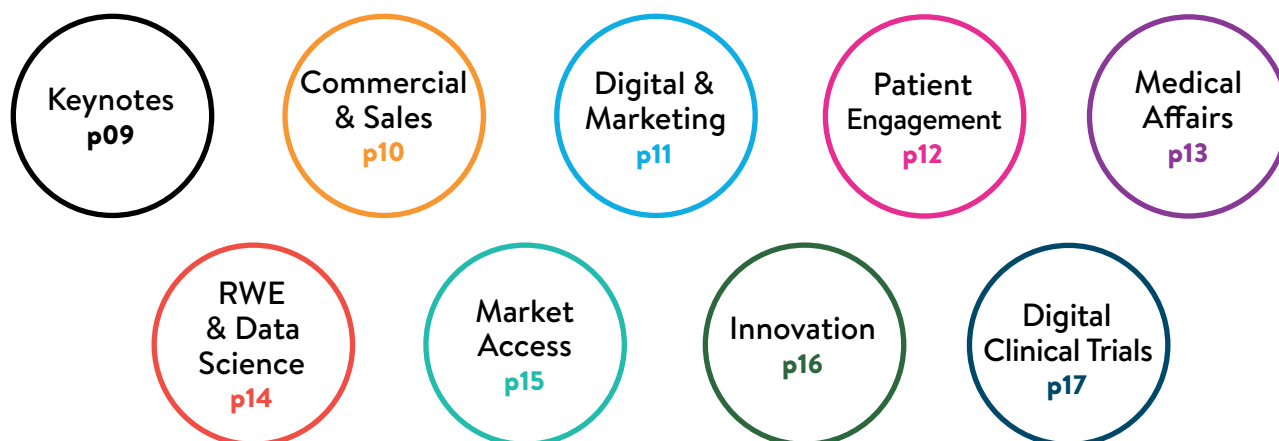 Keynotes
p09
Commercial
& Sales
p10
Digital &
Marketing
p11
Patient
Engagement
p12
Medical
Affairs
p13
RWE
& Data
Science
p14
Market
Access
p15
Innovation
p16
Digital
Clinical Trials
p17